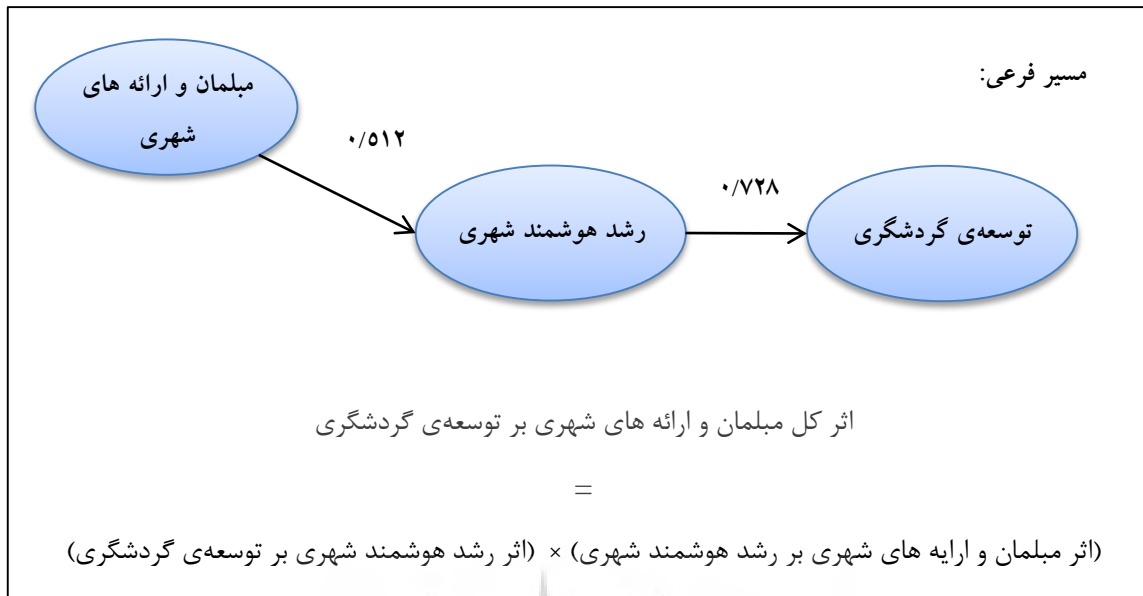 مسیر فرعی:
مبلمان و ارائه های
شهری
۰/۵۱۲
رشد هوشمند شهری
۰/۷۲۸
توسعه‌ی گردشگری
اثر کل مبلمان و ارائه های شهری بر توسعه‌ی گردشگری
=
(اثر مبلمان و ارایه های شهری بر رشد هوشمند شهری) × (اثر رشد هوشمند شهری بر توسعه‌ی گردشگری)